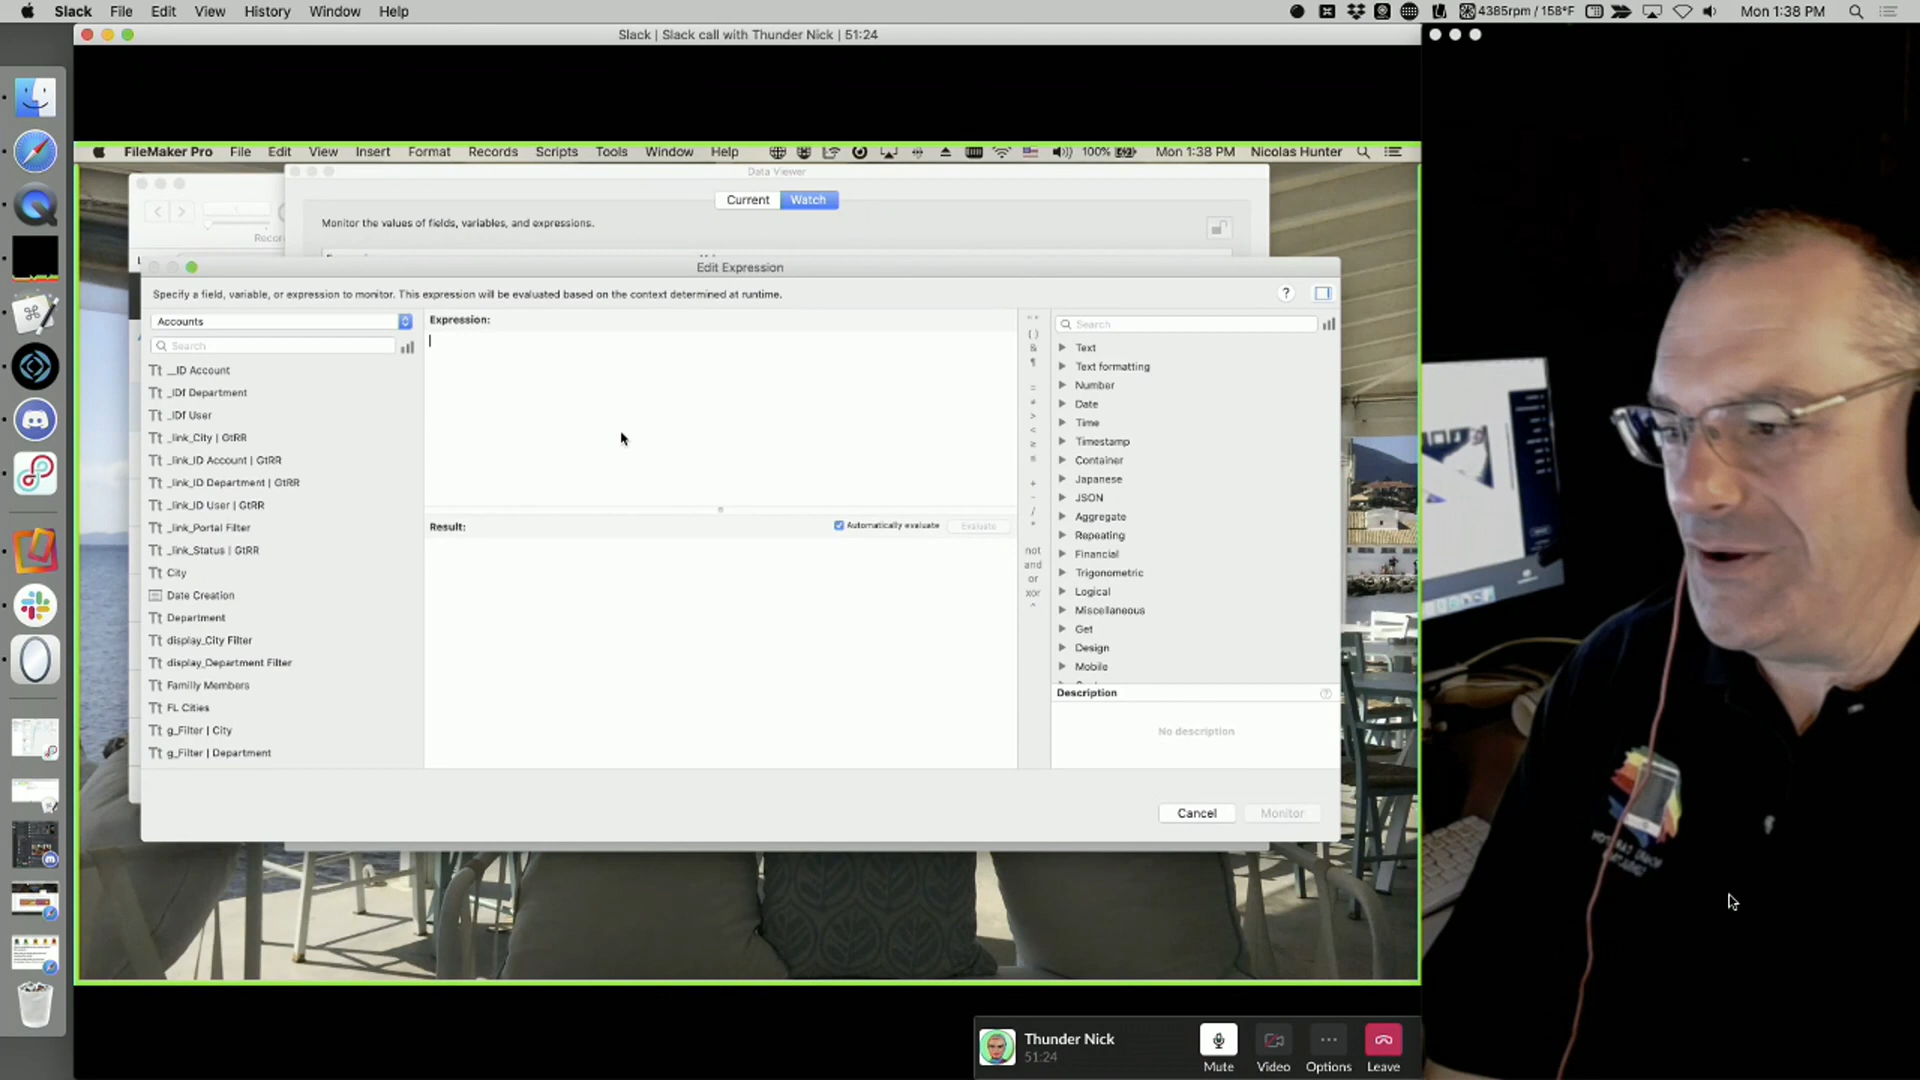 Slack File Edit View History Window Help
4385rpm / 158°F
Mon 1:38 PM
Slack | Slack call with Thunder Nick | 51:24
FileMaker Pro File Edit View Insert Format Records Scripts Tools Window Help
100%
Mon 1:38 PM Nicolas Hunter
Data Viewer
Current Watch
Monitor the values of fields, variables, and expressions.
Edit Expression
Specify a field, variable, or expression to monitor. This expression will be evaluated based on the context determined at runtime.
?
Accounts
Search
__ID Account
_IDf Department
_IDf User
_link_City | GtRR
_link_ID Account | GtRR
_link_ID Department | GtRR
_link_ID User | GtRR
_link_Portal Filter
_link_Status | GtRR
City
Date Creation
Department
display_City Filter
display_Department Filter
Familly Members
FL Cities
g_Filter | City
g_Filter | Department
Expression:
Result:
Automatically evaluate
Evaluate
( )
&
¶
=
≠
>
<
≥
≤
+
-
/
*
not
and
or
xor
^
Search
Text
Text formatting
Number
Date
Time
Timestamp
Container
Japanese
JSON
Aggregate
Repeating
Financial
Trigonometric
Logical
Miscellaneous
Get
Design
Mobile
Description
No description
Cancel
Monitor
Thunder Nick
51:24
Mute Video Options Leave